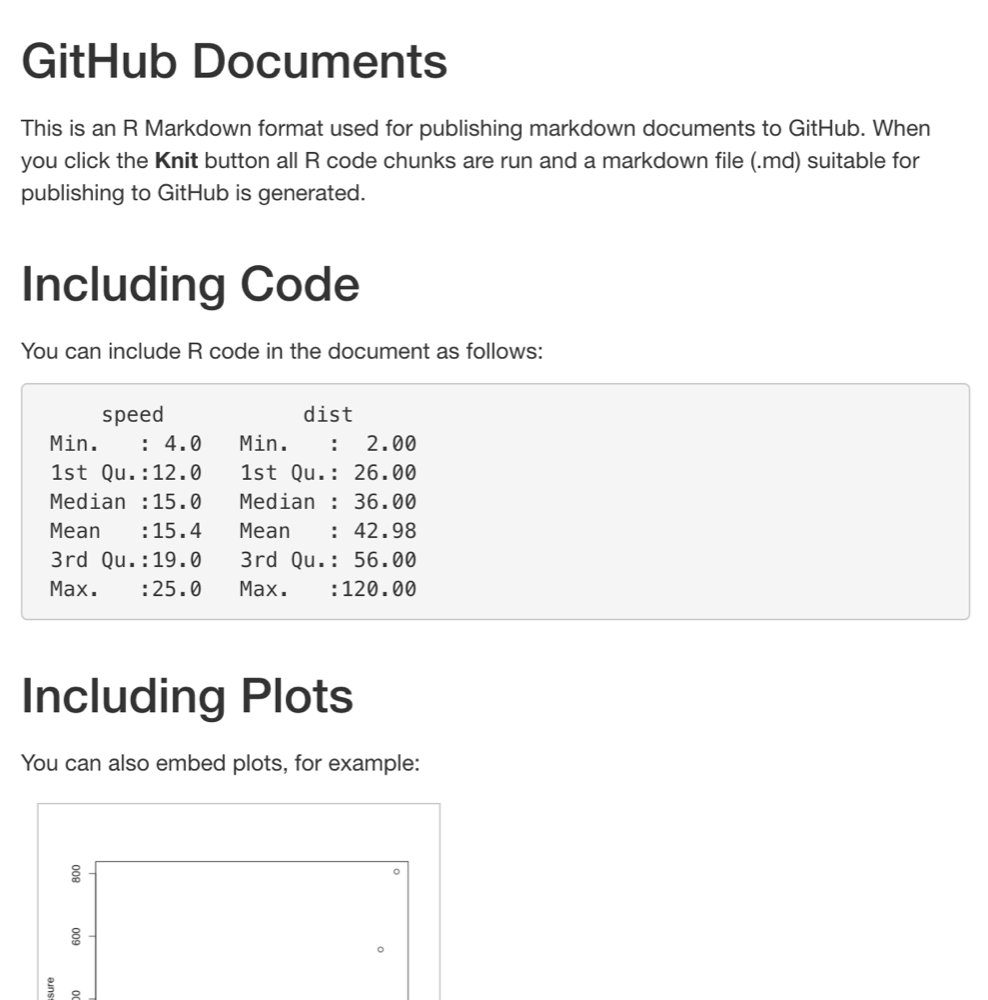 GitHub Documents
This is an R Markdown format used for publishing markdown documents to GitHub. When
you click the Knit button all R code chunks are run and a markdown file (.md) suitable for
publishing to GitHub is generated.
Including Code
You can include R code in the document as follows:
speed dist
Min. : 4.0 Min. : 2.00
1st Qu.:12.0 1st Qu.: 26.00
Median :15.0 Median : 36.00
Mean :15.4 Mean : 42.98
3rd Qu.:19.0 3rd Qu.: 56.00
Max. :25.0 Max. :120.00
Including Plots
You can also embed plots, for example:
800
600